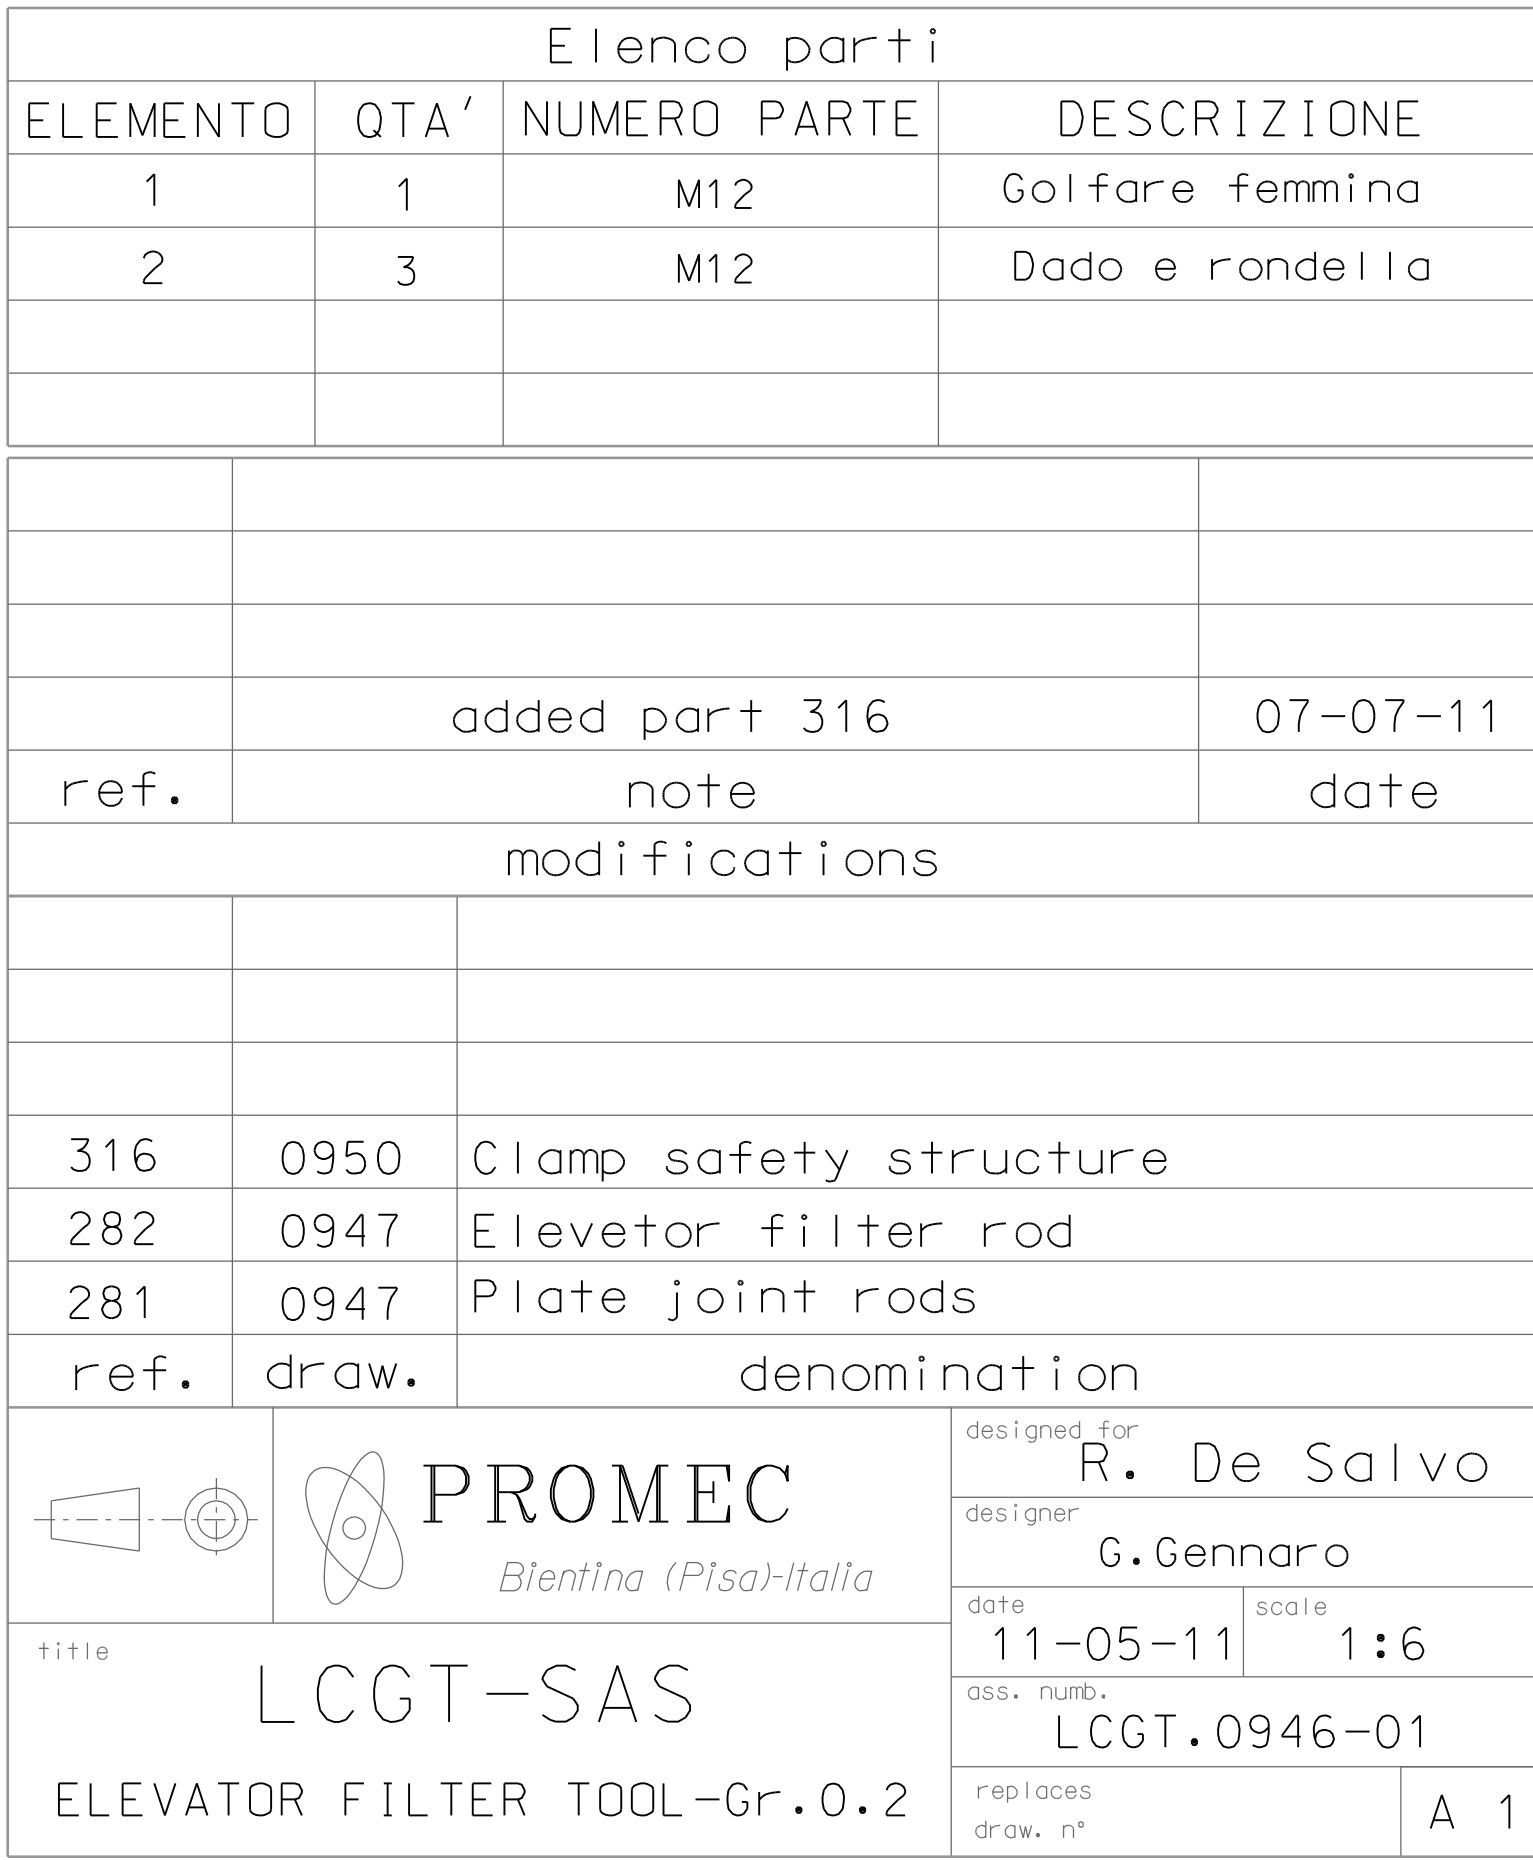 Elenco parti
ELEMENTO QTA' NUMERO PARTE DESCRIZIONE
1 1 M12 Golfare femmina
2 3 M12 Dado e rondella
added part 316 07-07-11
ref. note date
modifications
316 0950 Clamp safety structure
282 0947 Elevetor filter rod
281 0947 Plate joint rods
ref. draw. denomination
PROMEC
Bientina (Pisa)-Italia
designed for
R. De Salvo
designer
G.Gennaro
date scale
11-05-11 1:6
title
LCGT-SAS
ELEVATOR FILTER TOOL-Gr.0.2
ass. numb.
LCGT.0946-01
replaces
draw. n°
A 1